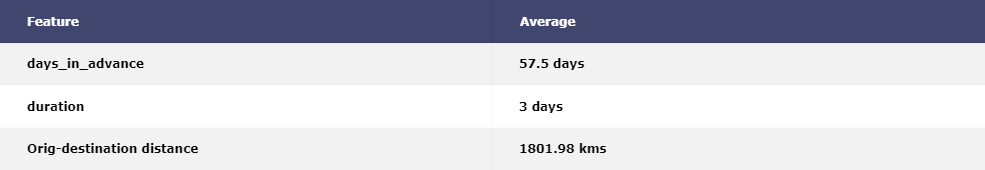 Feature Average
days_in_advance 57.5 days
duration 3 days
Orig-destination distance 1801.98 kms